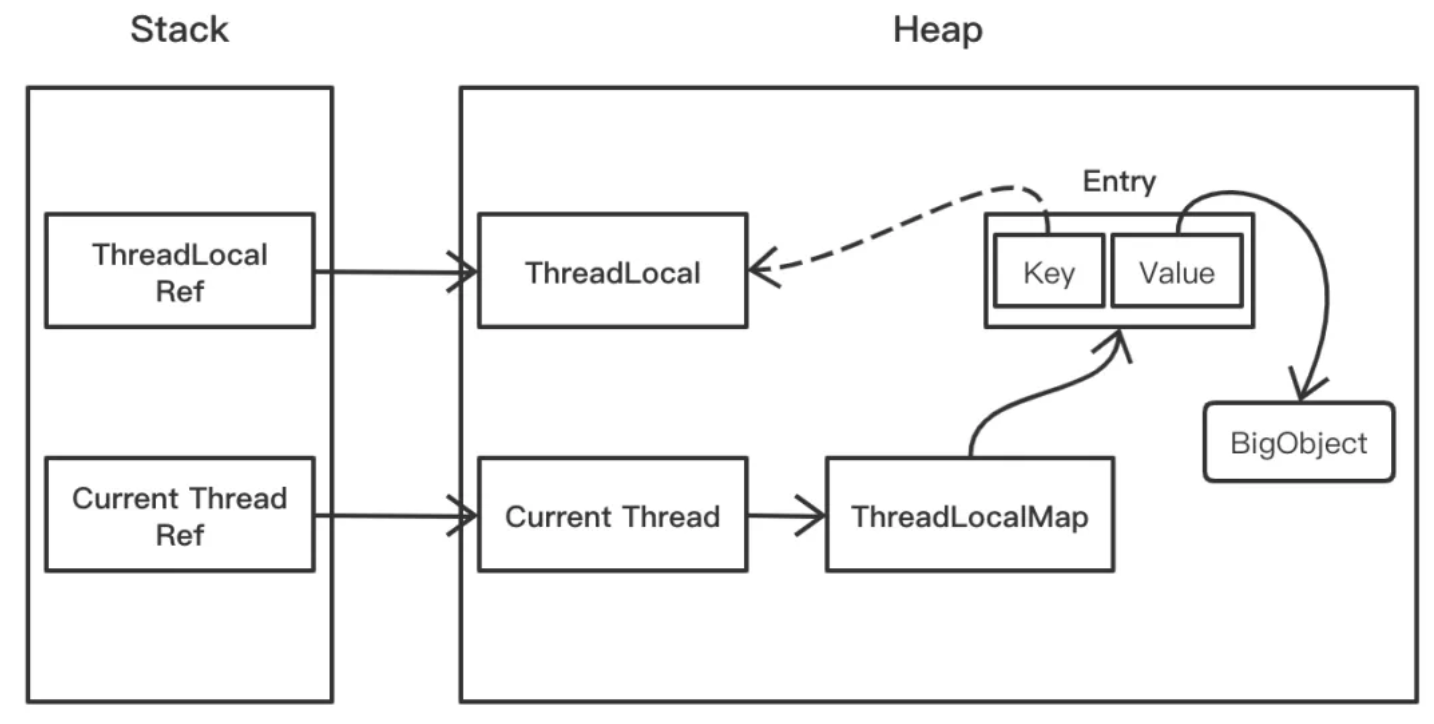 Stack
Heap
Entry
ThreadLocal
Ref
ThreadLocal
Key
Value
BigObject
Current Thread
Ref
Current Thread
ThreadLocalMap